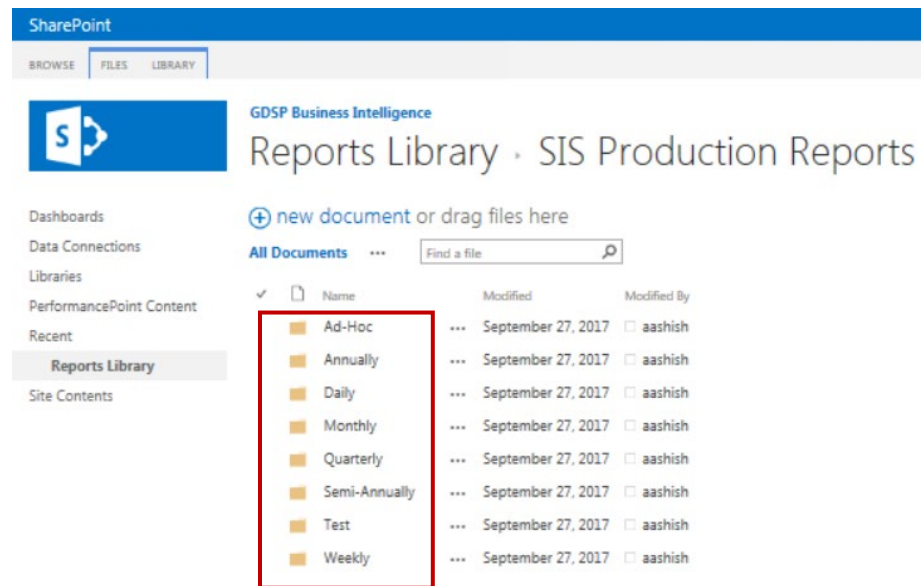 SharePoint
BROWSE FILES LIBRARY
S
GDSP Business Intelligence
Reports Library › SIS Production Reports
Dashboards
Data Connections
Libraries
PerformancePoint Content
Recent
Reports Library
Site Contents
new document or drag files here
All Documents ••• Find a file
Name Modified Modified By
Ad-Hoc ••• September 27, 2017 aashish
Annually ••• September 27, 2017 aashish
Daily ••• September 27, 2017 aashish
Monthly ••• September 27, 2017 aashish
Quarterly ••• September 27, 2017 aashish
Semi-Annually ••• September 27, 2017 aashish
Test ••• September 27, 2017 aashish
Weekly ••• September 27, 2017 aashish